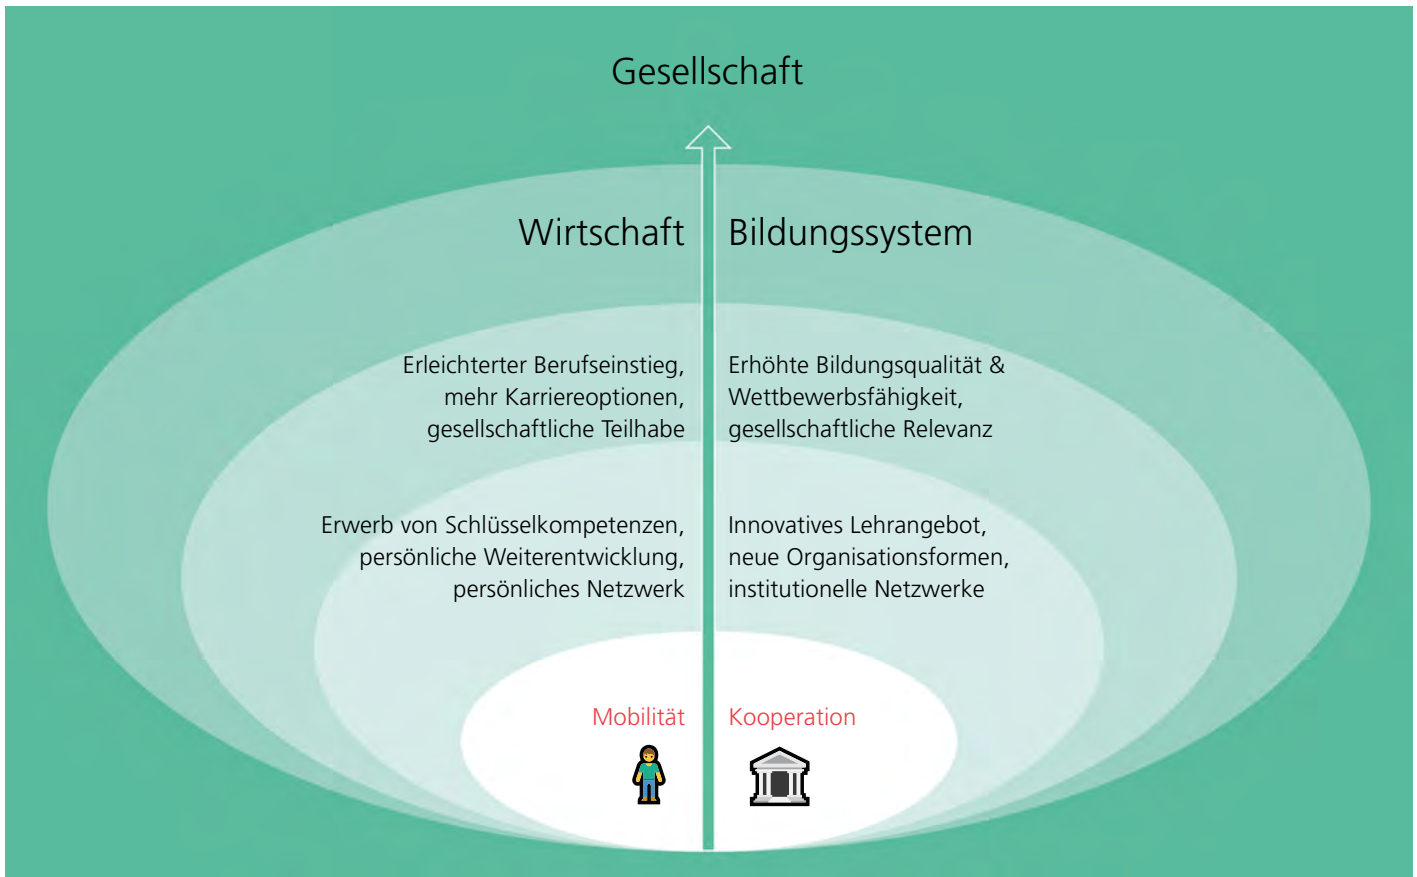 Gesellschaft
Wirtschaft
Bildungssystem
Erleichterter Berufseinstieg,
mehr Karriereoptionen,
gesellschaftliche Teilhabe
Erhöhte Bildungsqualität &
Wettbewerbsfähigkeit,
gesellschaftliche Relevanz
Erwerb von Schlüsselkompetenzen,
persönliche Weiterentwicklung,
persönliches Netzwerk
Innovatives Lehrangebot,
neue Organisationsformen,
institutionelle Netzwerke
Mobilität
Kooperation